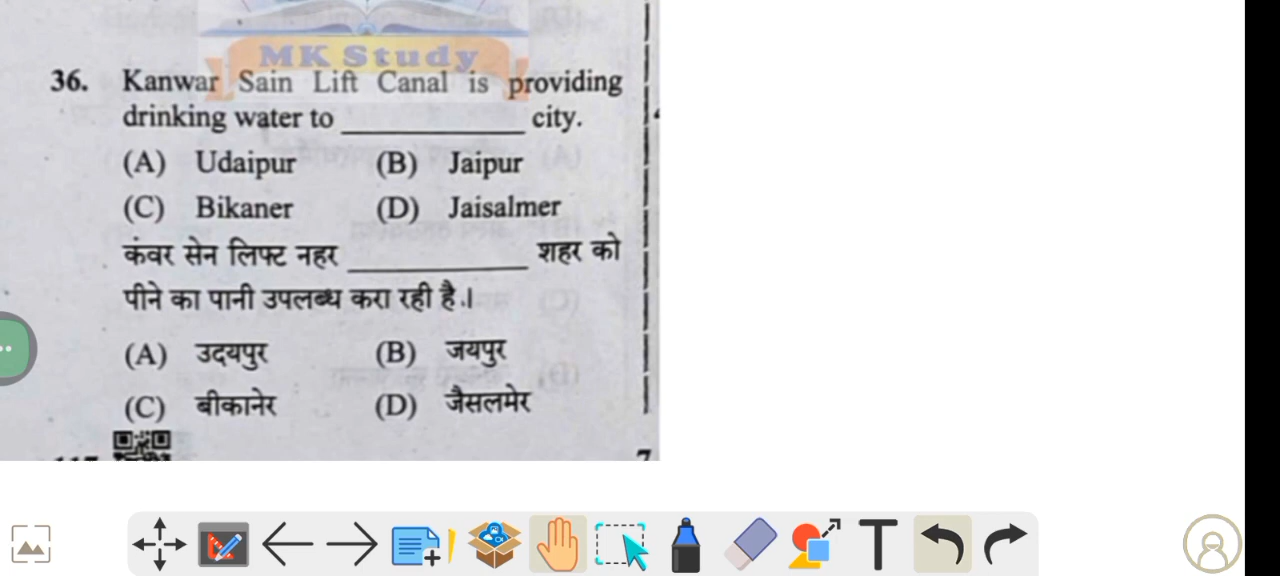 MK Study
36. Kanwar Sain Lift Canal is providing
drinking water to ____________ city.
(A) Udaipur (B) Jaipur
(C) Bikaner (D) Jaisalmer
कंवर सेन लिफ्ट नहर ____________ शहर को
पीने का पानी उपलब्ध करा रही है।
(A) उदयपुर (B) जयपुर
(C) बीकानेर (D) जैसलमेर